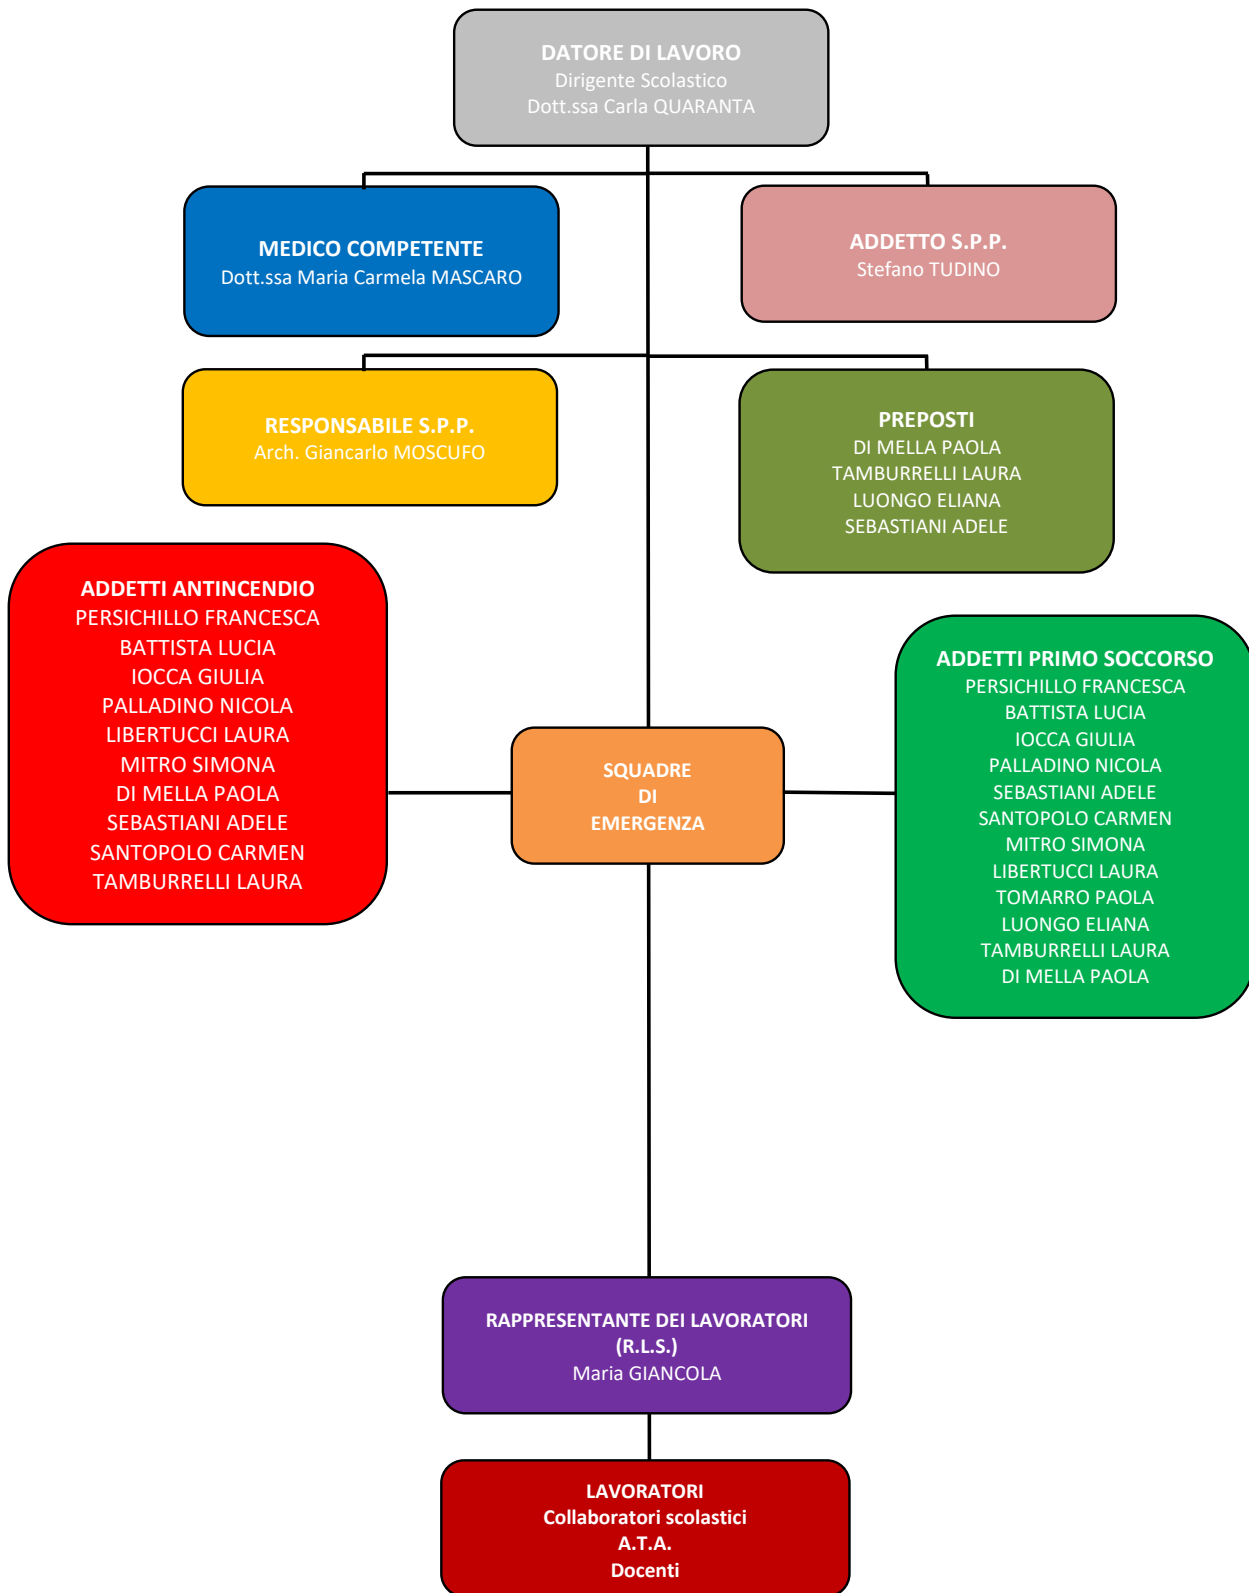 DATORE DI LAVORO
Dirigente Scolastico
Dott.ssa Carla QUARANTA
MEDICO COMPETENTE
Dott.ssa Maria Carmela MASCARO
ADDETTO S.P.P.
Stefano TUDINO
RESPONSABILE S.P.P.
Arch. Giancarlo MOSCUFO
PREPOSTI
DI MELLA PAOLA
TAMBURRELLI LAURA
LUONGO ELIANA
SEBASTIANI ADELE
ADDETTI ANTINCENDIO
PERSICHILLO FRANCESCA
BATTISTA LUCIA
IOCCA GIULIA
PALLADINO NICOLA
LIBERTUCCI LAURA
MITRO SIMONA
DI MELLA PAOLA
SEBASTIANI ADELE
SANTOPOLO CARMEN
TAMBURRELLI LAURA
SQUADRE
DI
EMERGENZA
ADDETTI PRIMO SOCCORSO
PERSICHILLO FRANCESCA
BATTISTA LUCIA
IOCCA GIULIA
PALLADINO NICOLA
SEBASTIANI ADELE
SANTOPOLO CARMEN
MITRO SIMONA
LIBERTUCCI LAURA
TOMARRO PAOLA
LUONGO ELIANA
TAMBURRELLI LAURA
DI MELLA PAOLA
RAPPRESENTANTE DEI LAVORATORI
(R.L.S.)
Maria GIANCOLA
LAVORATORI
Collaboratori scolastici
A.T.A.
Docenti